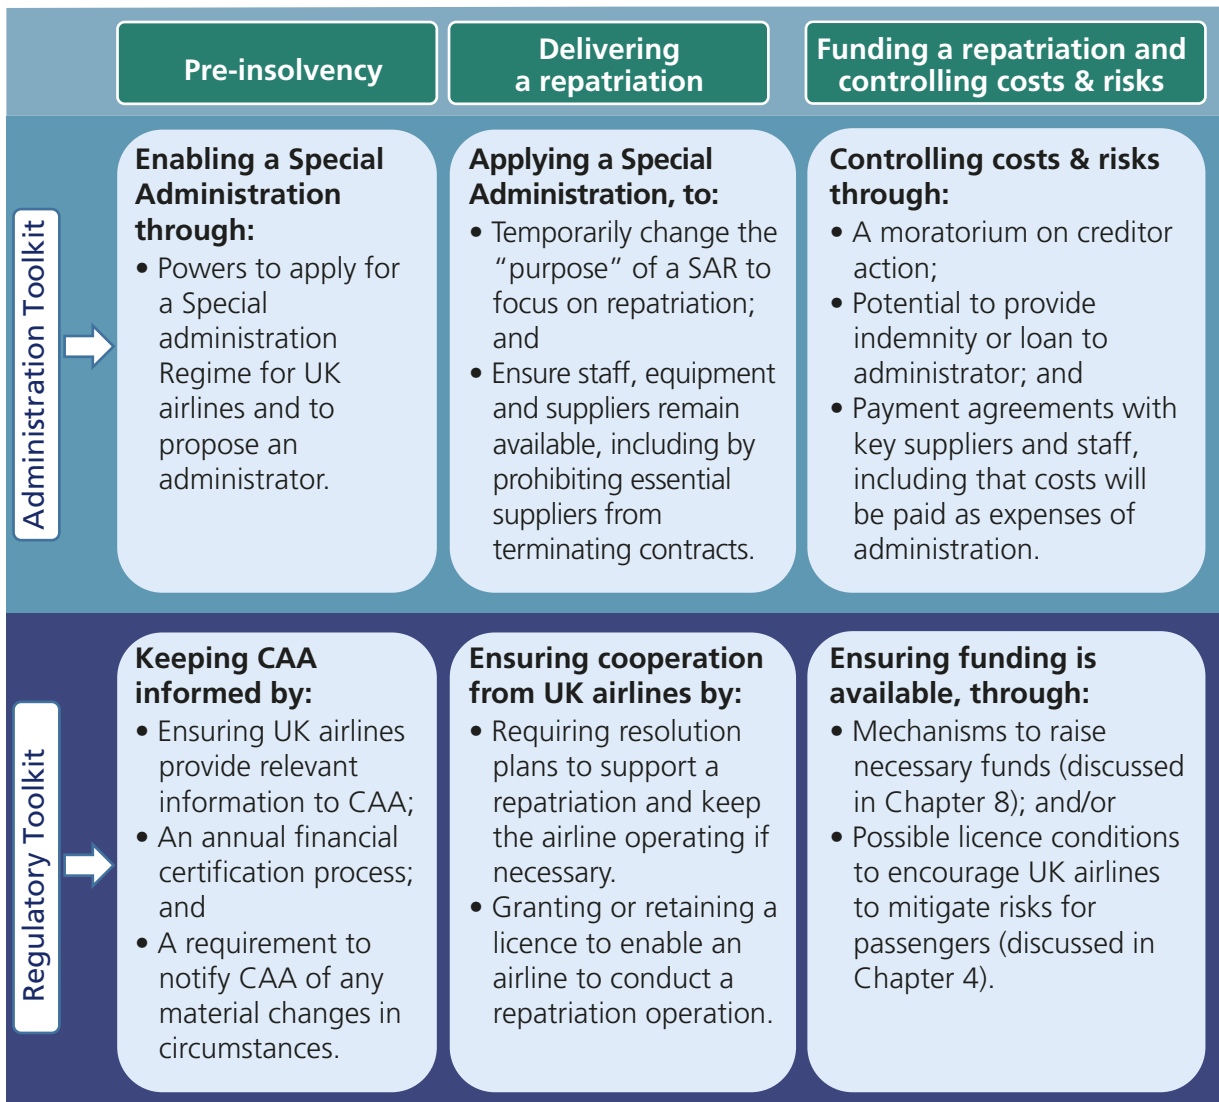 Pre-insolvency
Delivering
a repatriation
Funding a repatriation and
controlling costs & risks
Administration Toolkit
Enabling a Special
Administration
through:
• Powers to apply for
a Special
administration
Regime for UK
airlines and to
propose an
administrator.
Applying a Special
Administration, to:
• Temporarily change the
“purpose” of a SAR to
focus on repatriation;
and
• Ensure staff, equipment
and suppliers remain
available, including by
prohibiting essential
suppliers from
terminating contracts.
Controlling costs & risks
through:
• A moratorium on creditor
action;
• Potential to provide
indemnity or loan to
administrator; and
• Payment agreements with
key suppliers and staff,
including that costs will
be paid as expenses of
administration.
Regulatory Toolkit
Keeping CAA
informed by:
• Ensuring UK airlines
provide relevant
information to CAA;
• An annual financial
certification process;
and
• A requirement to
notify CAA of any
material changes in
circumstances.
Ensuring cooperation
from UK airlines by:
• Requiring resolution
plans to support a
repatriation and keep
the airline operating if
necessary.
• Granting or retaining a
licence to enable an
airline to conduct a
repatriation operation.
Ensuring funding is
available, through:
• Mechanisms to raise
necessary funds (discussed
in Chapter 8); and/or
• Possible licence conditions
to encourage UK airlines
to mitigate risks for
passengers (discussed in
Chapter 4).